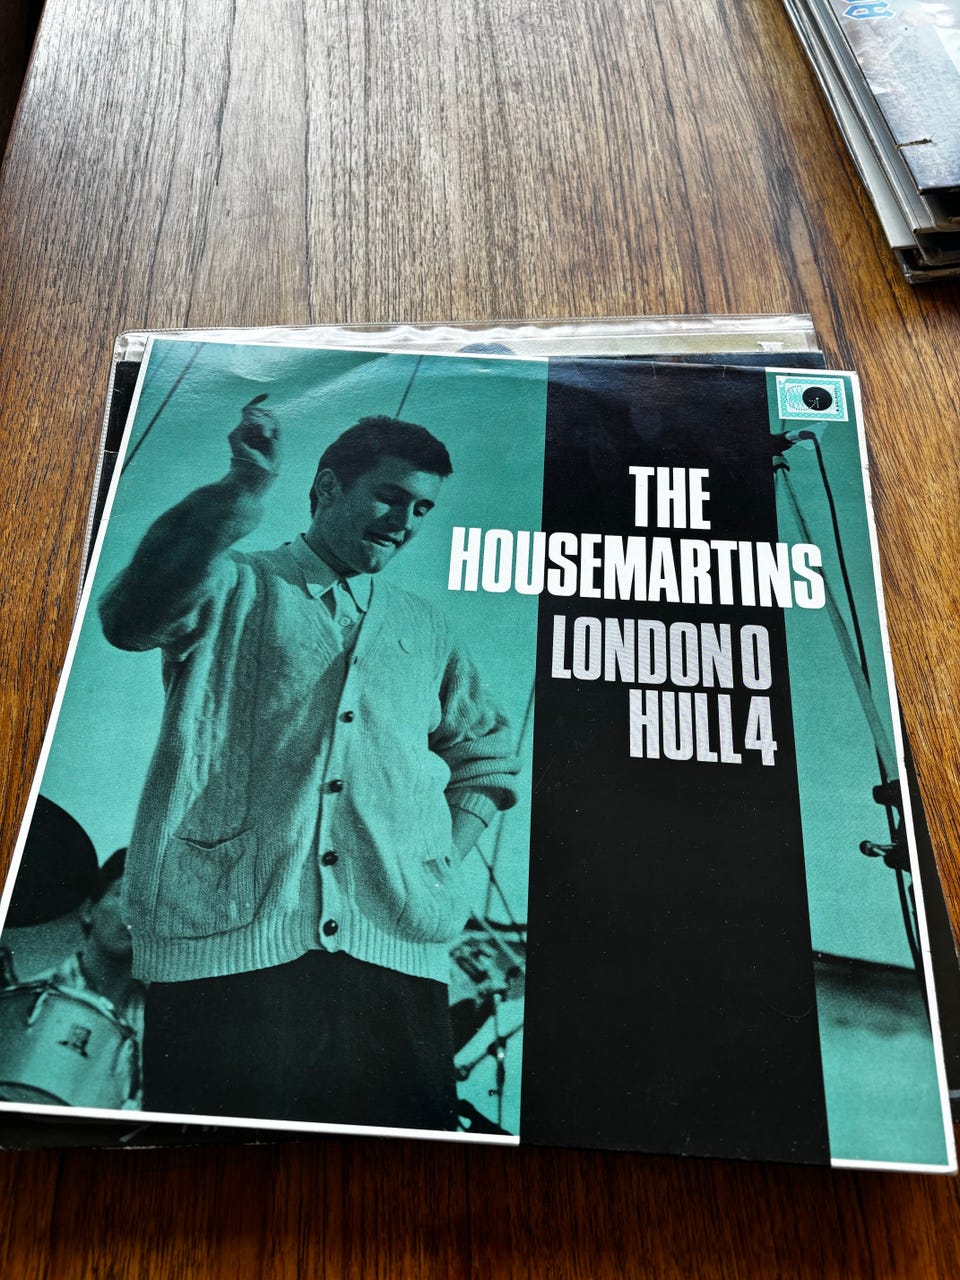 THE
HOUSEMARTINS
LONDON 0
HULL 4